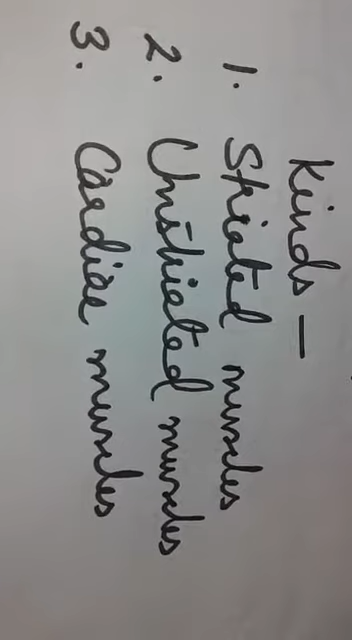 Kinds —
1. Striated muscles
2. Unstriated muscles
3. Cardiac muscles